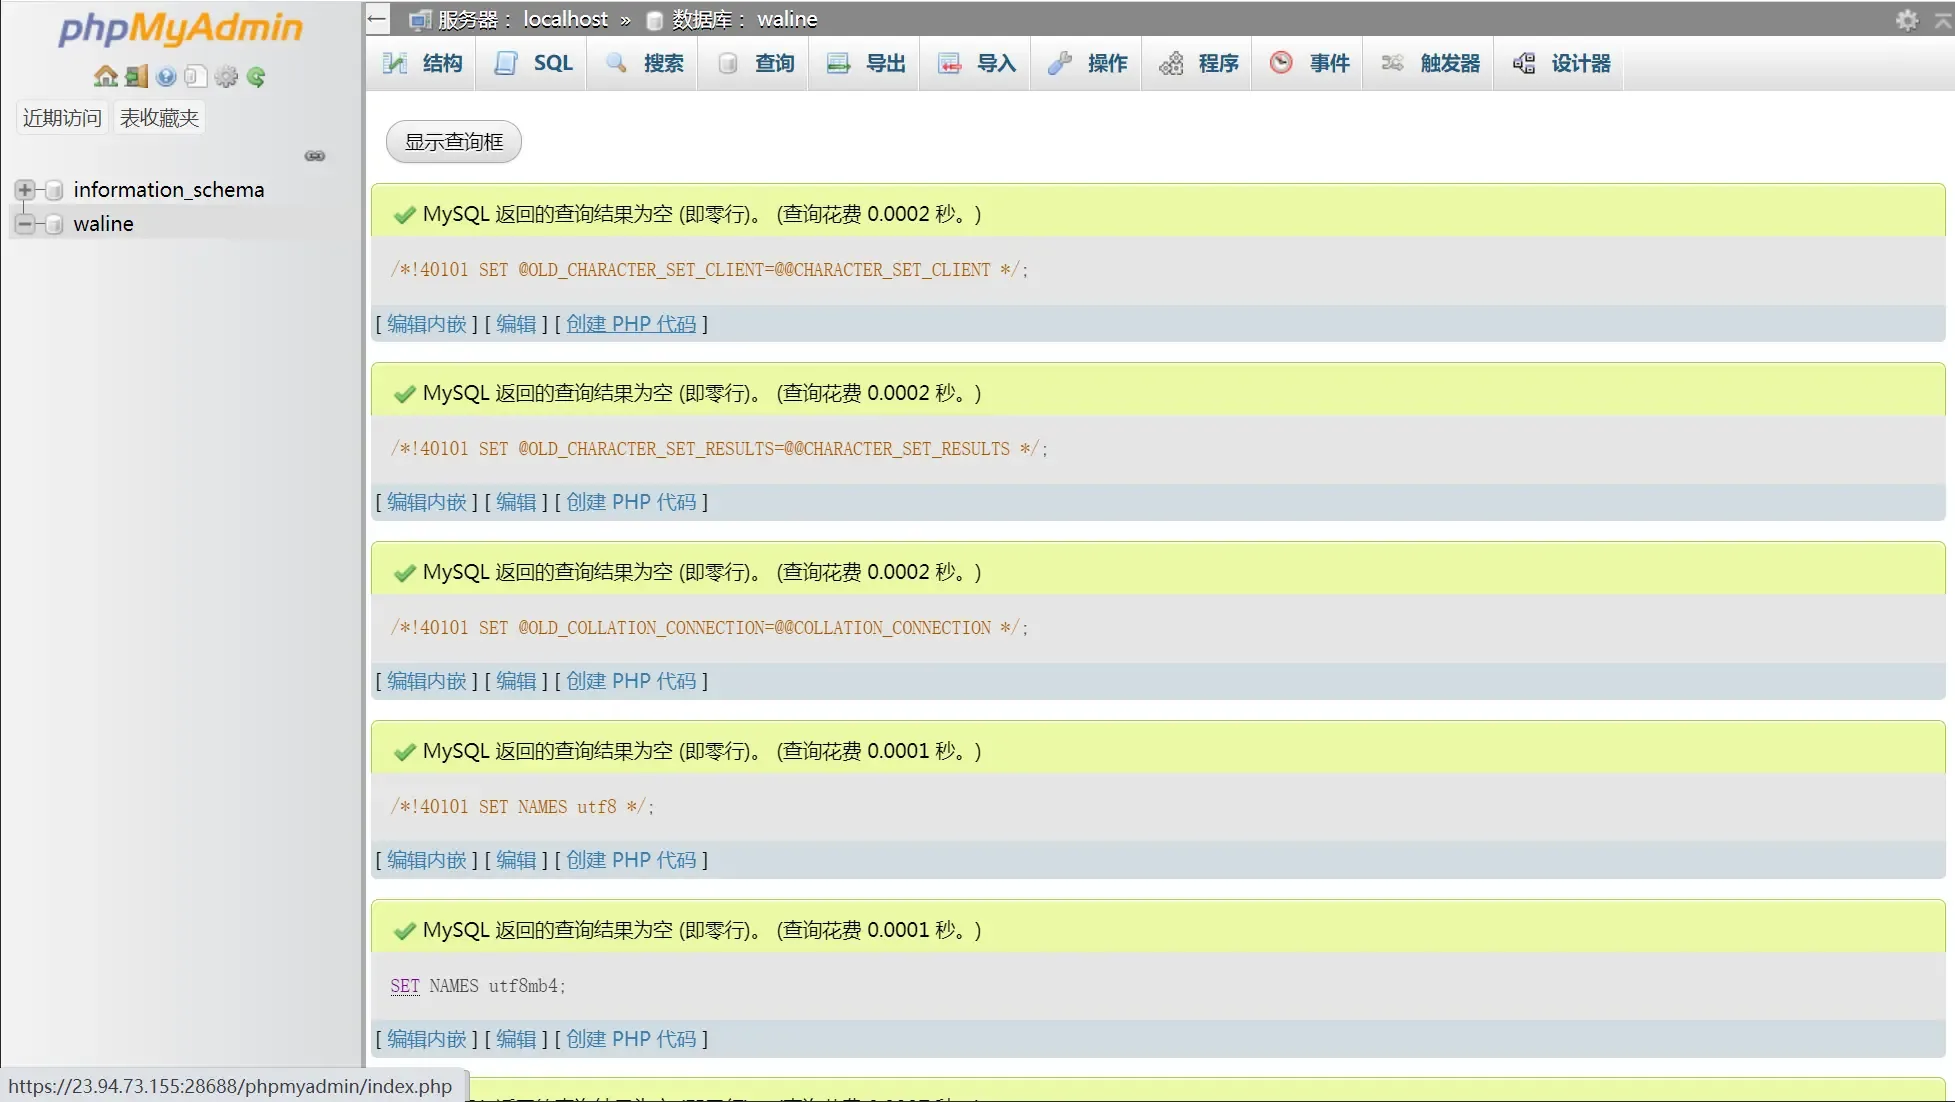 phpMyAdmin
近期访问 表收藏夹
information_schema
waline
服务器： localhost » 数据库： waline
结构 SQL 搜索 查询 导出 导入 操作 程序 事件 触发器 设计器
显示查询框
MySQL 返回的查询结果为空 (即零行)。 (查询花费 0.0002 秒。)
/*!40101 SET @OLD_CHARACTER_SET_CLIENT=@@CHARACTER_SET_CLIENT */;
[ 编辑内嵌 ] [ 编辑 ] [ 创建 PHP 代码 ]
MySQL 返回的查询结果为空 (即零行)。 (查询花费 0.0002 秒。)
/*!40101 SET @OLD_CHARACTER_SET_RESULTS=@@CHARACTER_SET_RESULTS */;
[ 编辑内嵌 ] [ 编辑 ] [ 创建 PHP 代码 ]
MySQL 返回的查询结果为空 (即零行)。 (查询花费 0.0002 秒。)
/*!40101 SET @OLD_COLLATION_CONNECTION=@@COLLATION_CONNECTION */;
[ 编辑内嵌 ] [ 编辑 ] [ 创建 PHP 代码 ]
MySQL 返回的查询结果为空 (即零行)。 (查询花费 0.0001 秒。)
/*!40101 SET NAMES utf8 */;
[ 编辑内嵌 ] [ 编辑 ] [ 创建 PHP 代码 ]
MySQL 返回的查询结果为空 (即零行)。 (查询花费 0.0001 秒。)
SET NAMES utf8mb4;
[ 编辑内嵌 ] [ 编辑 ] [ 创建 PHP 代码 ]
https://23.94.73.155:28688/phpmyadmin/index.php